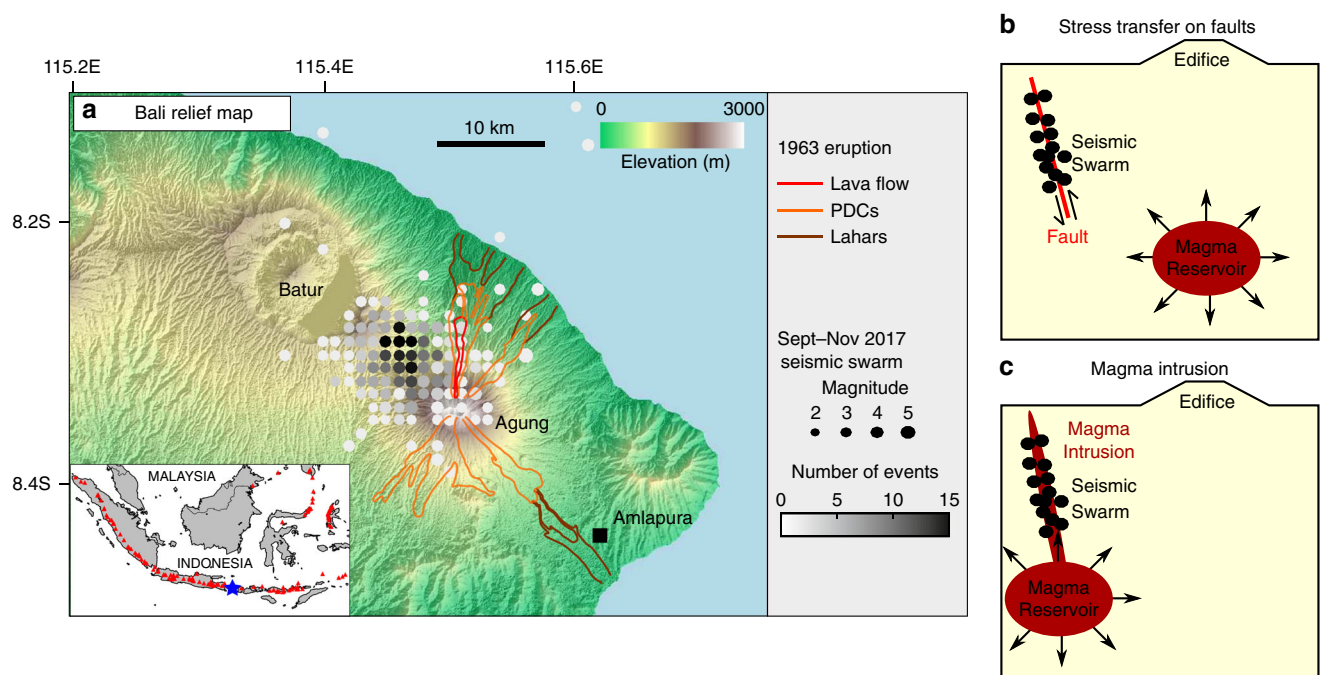 a
Bali relief map
115.2E
115.4E
115.6E
8.2S
8.4S
10 km
0
3000
Elevation (m)
Batur
Agung
Amlapura
MALAYSIA
INDONESIA
1963 eruption
Lava flow
PDCs
Lahars
Sept–Nov 2017
seismic swarm
Magnitude
2 3 4 5
Number of events
0 5 10 15
b
Stress transfer on faults
Edifice
Seismic
Swarm
Fault
Magma
Reservoir
c
Magma intrusion
Edifice
Magma
Intrusion
Seismic
Swarm
Magma
Reservoir